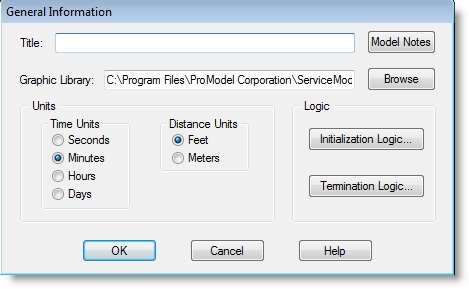 General Information
Title: Model Notes
Graphic Library: C:\Program Files\ProModel Corporation\ServiceMod Browse
Units Logic
Time Units Distance Units
Seconds Feet Initialization Logic...
Minutes Meters
Hours
Days Termination Logic...
OK Cancel Help